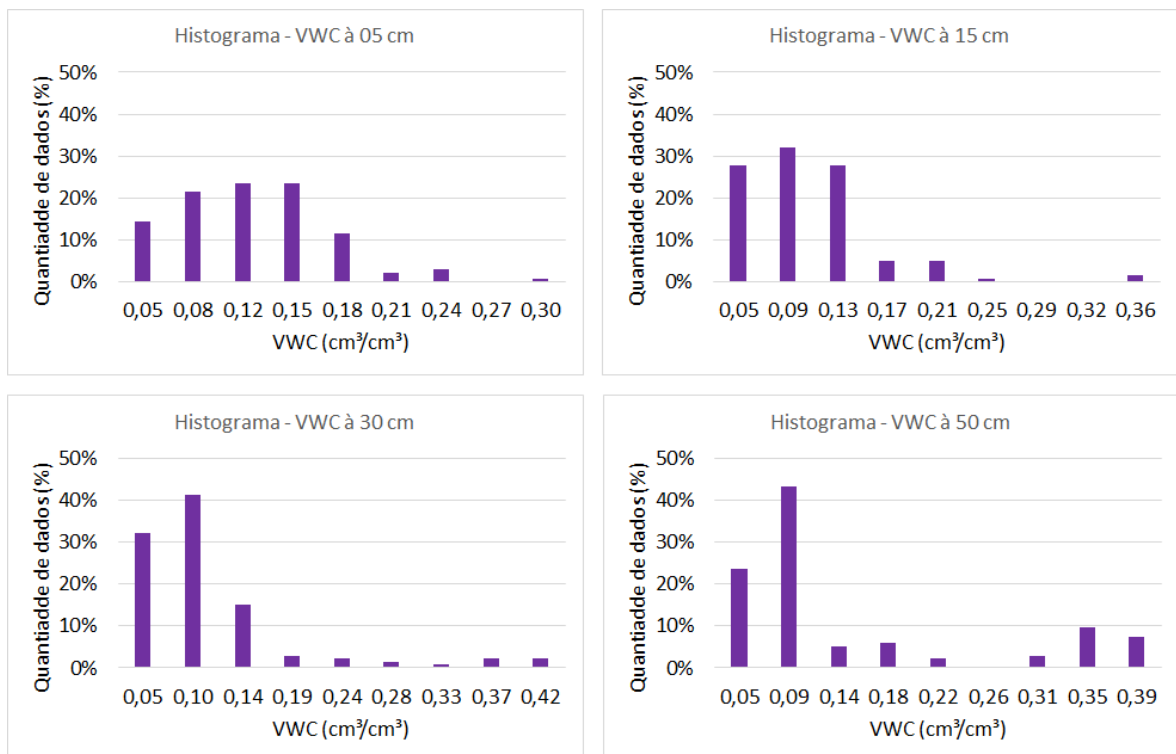 Histograma - VWC à 05 cm
Quantiadde de dados (%)
50%
40%
30%
20%
10%
0%
0,05 0,08 0,12 0,15 0,18 0,21 0,24 0,27 0,30
VWC (cm³/cm³)
Histograma - VWC à 15 cm
Quantiadde de dados (%)
50%
40%
30%
20%
10%
0%
0,05 0,09 0,13 0,17 0,21 0,25 0,29 0,32 0,36
VWC (cm³/cm³)
Histograma - VWC à 30 cm
Quantiadde de dados (%)
50%
40%
30%
20%
10%
0%
0,05 0,10 0,14 0,19 0,24 0,28 0,33 0,37 0,42
VWC (cm³/cm³)
Histograma - VWC à 50 cm
Quantiadde de dados (%)
50%
40%
30%
20%
10%
0%
0,05 0,09 0,14 0,18 0,22 0,26 0,31 0,35 0,39
VWC (cm³/cm³)